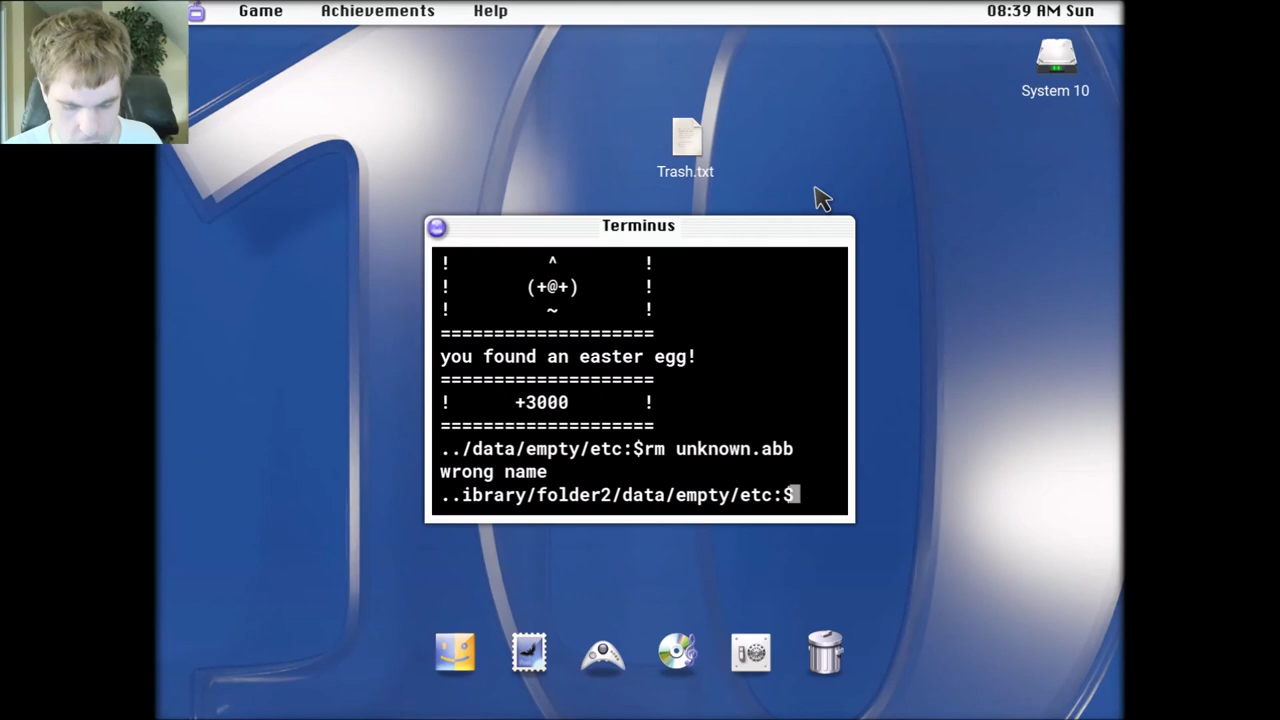 Game Achievements Help 08:39 AM Sun
System 10
Trash.txt
Terminus
! ^ !
! (+@+) !
! ~ !
====================
you found an easter egg!
====================
! +3000 !
====================
../data/empty/etc:$rm unknown.abb
wrong name
..ibrary/folder2/data/empty/etc:$